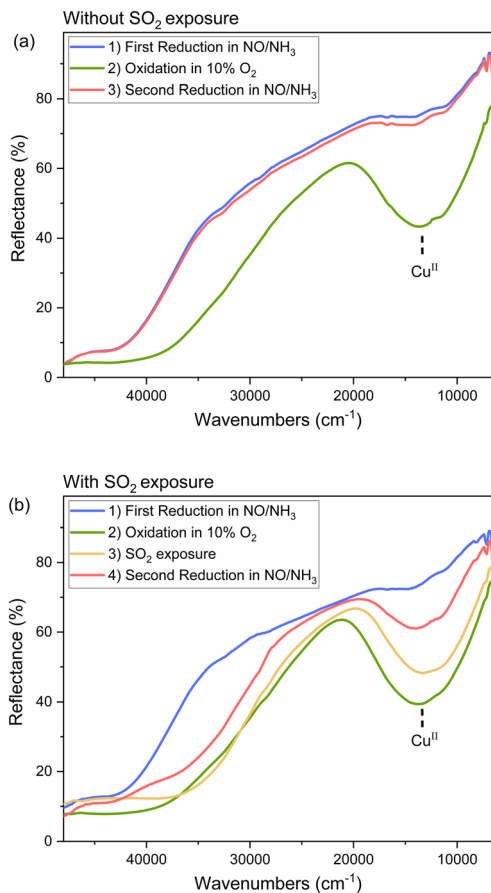 Without SO₂ exposure
(a)
1) First Reduction in NO/NH₃
2) Oxidation in 10% O₂
3) Second Reduction in NO/NH₃
80
60
40
20
0
Reflectance (%)
Cuᴵᴵ
40000 30000 20000 10000
Wavenumbers (cm⁻¹)
With SO₂ exposure
(b)
1) First Reduction in NO/NH₃
2) Oxidation in 10% O₂
3) SO₂ exposure
4) Second Reduction in NO/NH₃
80
60
40
20
0
Reflectance (%)
Cuᴵᴵ
40000 30000 20000 10000
Wavenumbers (cm⁻¹)